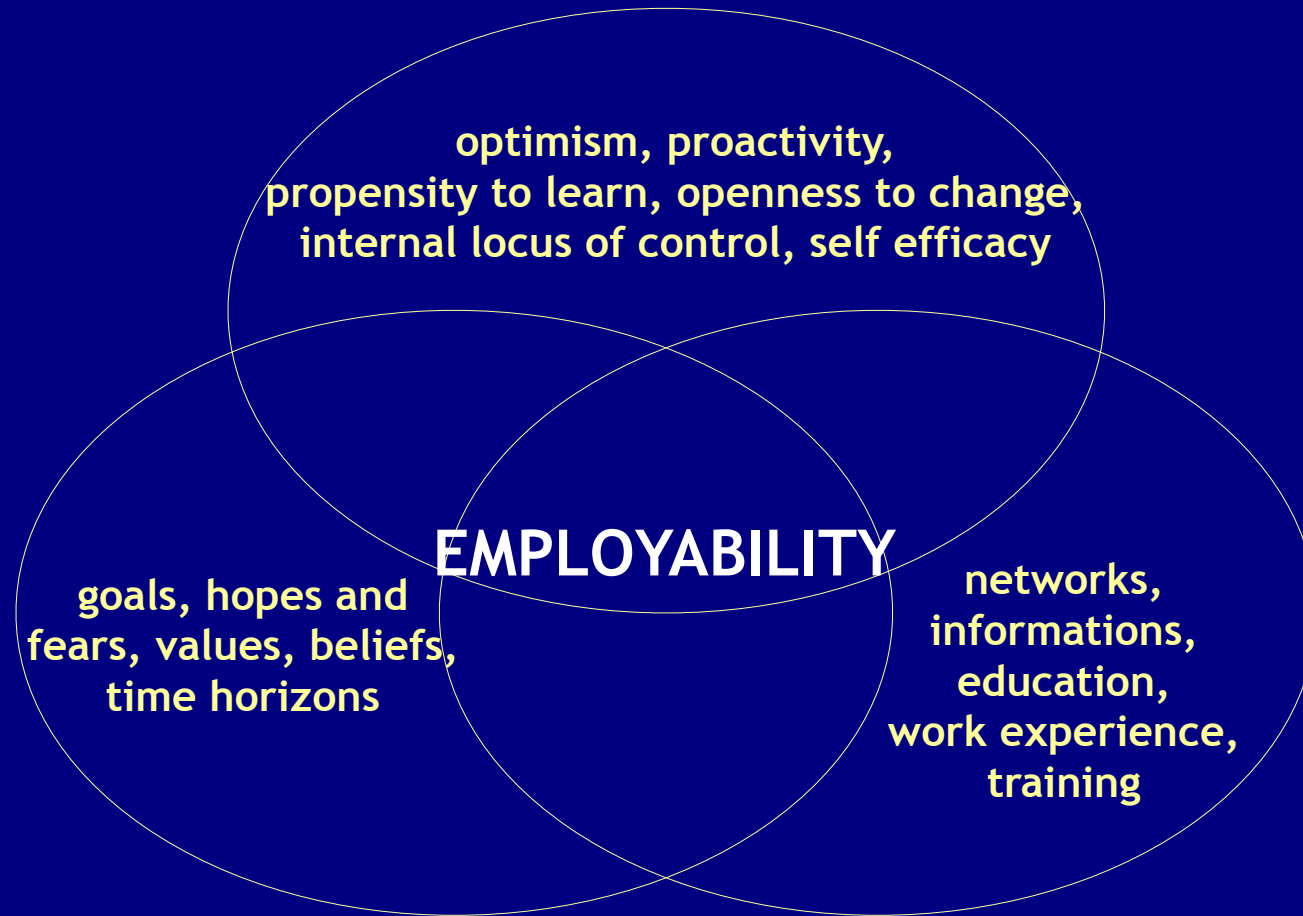 optimism, proactivity,
propensity to learn, openness to change,
internal locus of control, self efficacy
EMPLOYABILITY
goals, hopes and
fears, values, beliefs,
time horizons
networks,
informations,
education,
work experience,
training